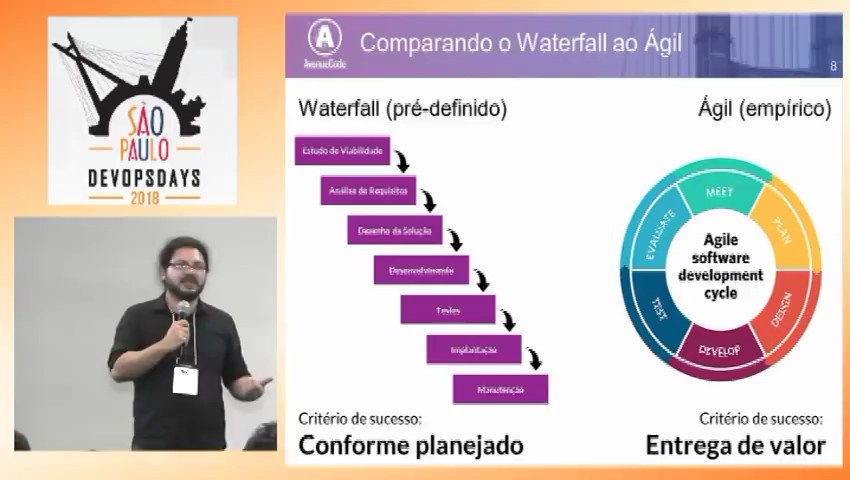 SÃO
PAULO
DEVOPSDAYS
2018
A
AvenueCode
Comparando o Waterfall ao Ágil
8
Waterfall (pré-definido)
Estudo de Viabilidade
Análise de Requisitos
Desenho da Solução
Desenvolvimento
Testes
Implantação
Manutenção
Critério de sucesso:
Conforme planejado
Ágil (empírico)
MEET
PLAN
DESIGN
DEVELOP
TEST
EVALUATE
Agile
software
development
cycle
Critério de sucesso:
Entrega de valor